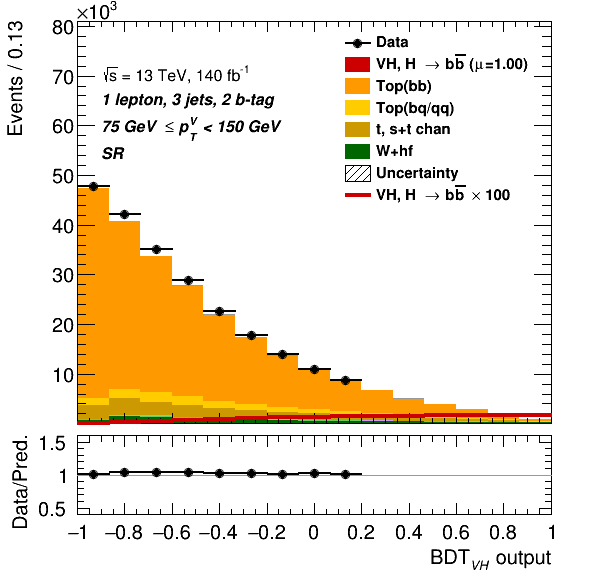 ×10³
80
70
60
50
40
30
20
10
Events / 0.13
√s = 13 TeV, 140 fb⁻¹
1 lepton, 3 jets, 2 b-tag
75 GeV ≤ p_T^V < 150 GeV
SR
Data
VH, H → bb̅ (μ=1.00)
Top(bb)
Top(bq/qq)
t, s+t chan
W+hf
Uncertainty
VH, H → bb̅ × 100
1.5
1
0.5
Data/Pred.
−1 −0.8 −0.6 −0.4 −0.2 0 0.2 0.4 0.6 0.8 1
BDT_VH output